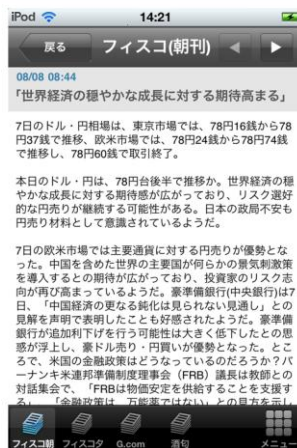 iPod 14:21
戻る フィスコ(朝刊)
08/08 08:44
「世界経済の穏やかな成長に対する期待高まる」
7日のドル・円相場は、東京市場では、78円16銭から78
円37銭で推移、欧米市場では、78円24銭から78円74銭
で推移し、78円60銭で取引終了。
本日のドル・円は、78円台後半で推移か。世界経済の穏
やかな成長に対する期待感が広がっており、リスク選好
的な円売りが継続する可能性がある。日本の政局不安も
円売り材料として意識されているようだ。
7日の欧米市場では主要通貨に対する円売りが優勢とな
った。中国を含めた世界の主要国が何らかの景気刺激策
を導入するとの期待が広がっており、投資家のリスク志
向が再び高まっているようだ。豪準備銀行(中央銀行)は7
日、「中国経済の更なる鈍化は見られない見通し」との
見解を声明で表明したことも好感されたようだ。豪準備
銀行が追加利下げを行う可能性は大きく低下したとの思
惑が浮上し、豪ドル売り・円買いが優勢となった。とこ
ろで、米国の金融政策はどうなっているのだろうか？バ
ーナンキ米連邦準備制度理事会（FRB）議長は教師との
対話集会で、「FRBは物価安定を供給することを支援す
る」「金融政策は、万能薬ではない」との見方を示し
フィスコ朝 フィスコタ G.com 酒匂 メニュー